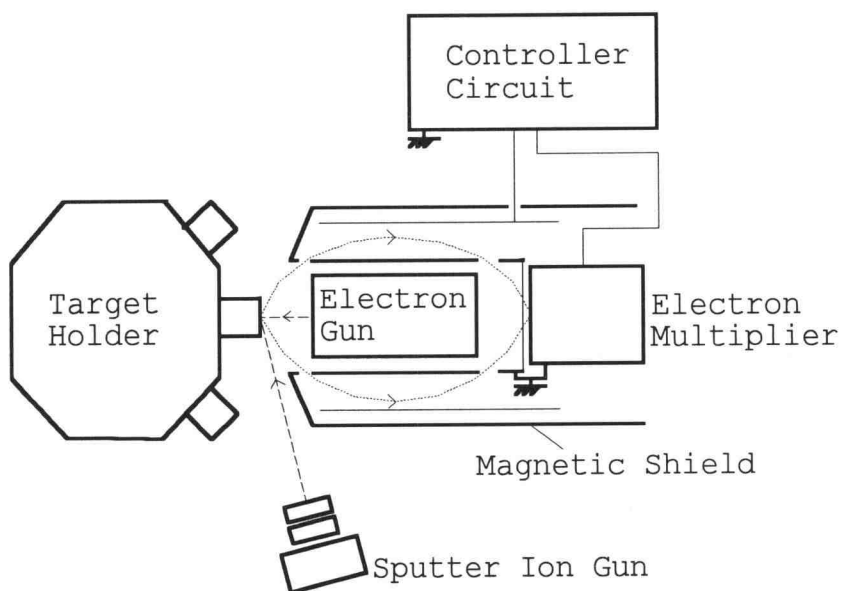 Controller
Circuit
Target
Holder
Electron
Gun
Electron
Multiplier
Magnetic Shield
Sputter Ion Gun